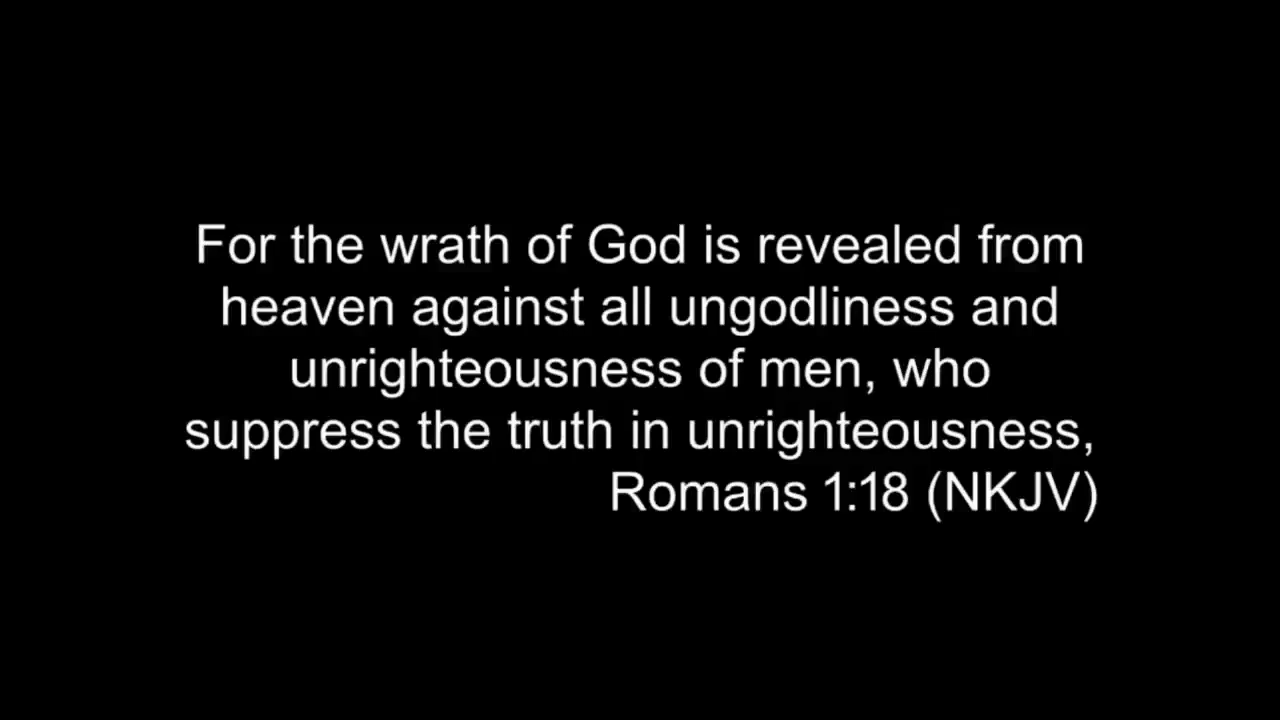 For the wrath of God is revealed from
heaven against all ungodliness and
unrighteousness of men, who
suppress the truth in unrighteousness,
Romans 1:18 (NKJV)